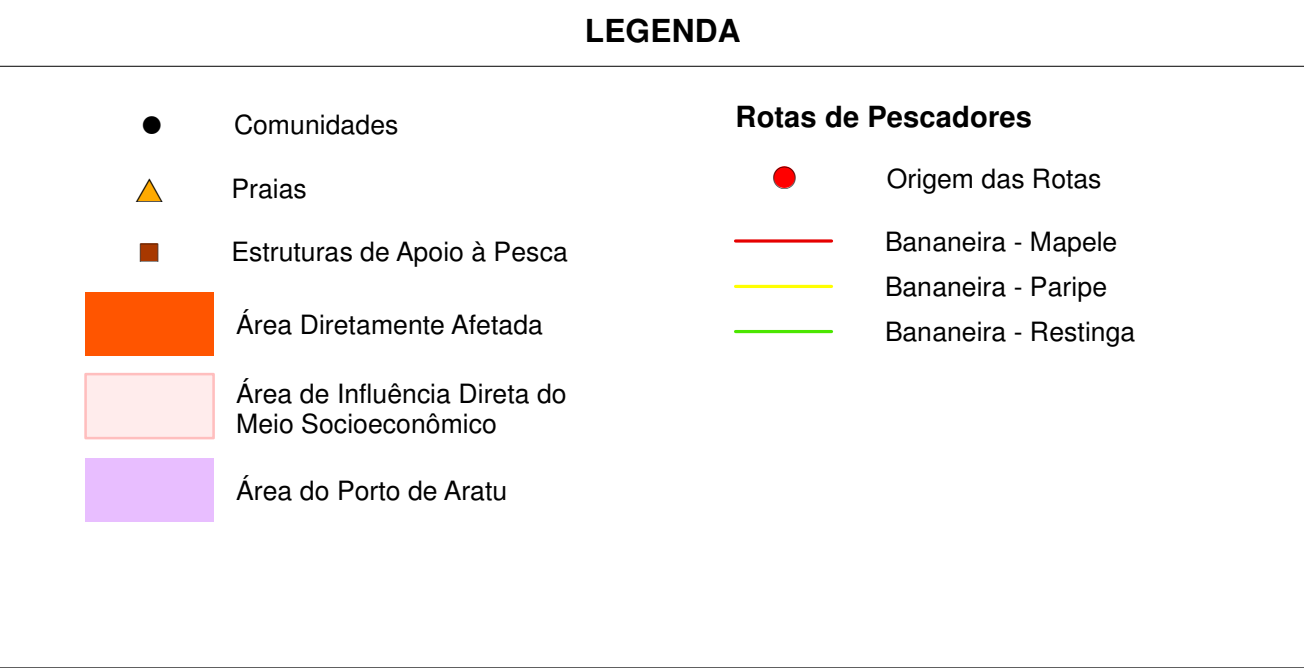 LEGENDA
Comunidades
Praias
Estruturas de Apoio à Pesca
Área Diretamente Afetada
Área de Influência Direta do
Meio Socioeconômico
Área do Porto de Aratu
Rotas de Pescadores
Origem das Rotas
Bananeira - Mapele
Bananeira - Paripe
Bananeira - Restinga